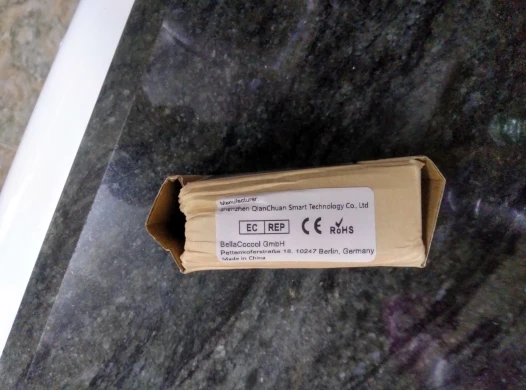 Manufacturer:
Shenzhen QianChuan Smart Technology Co., Ltd
EC REP CE RoHS
BellaCocool GmbH
Pettenkoferstraße 18, 10247 Berlin, Germany
Made in China